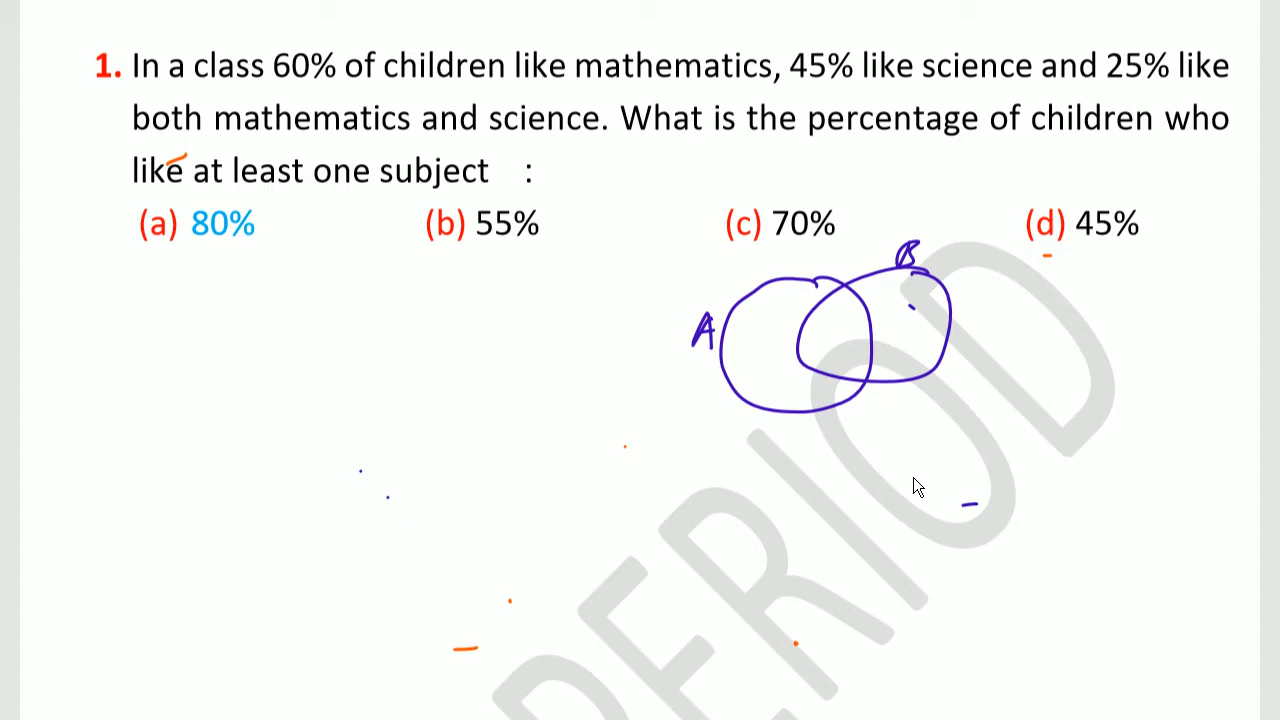 1. In a class 60% of children like mathematics, 45% like science and 25% like
both mathematics and science. What is the percentage of children who
like at least one subject :
(a) 80% (b) 55% (c) 70% (d) 45%
B
A
PERIOD